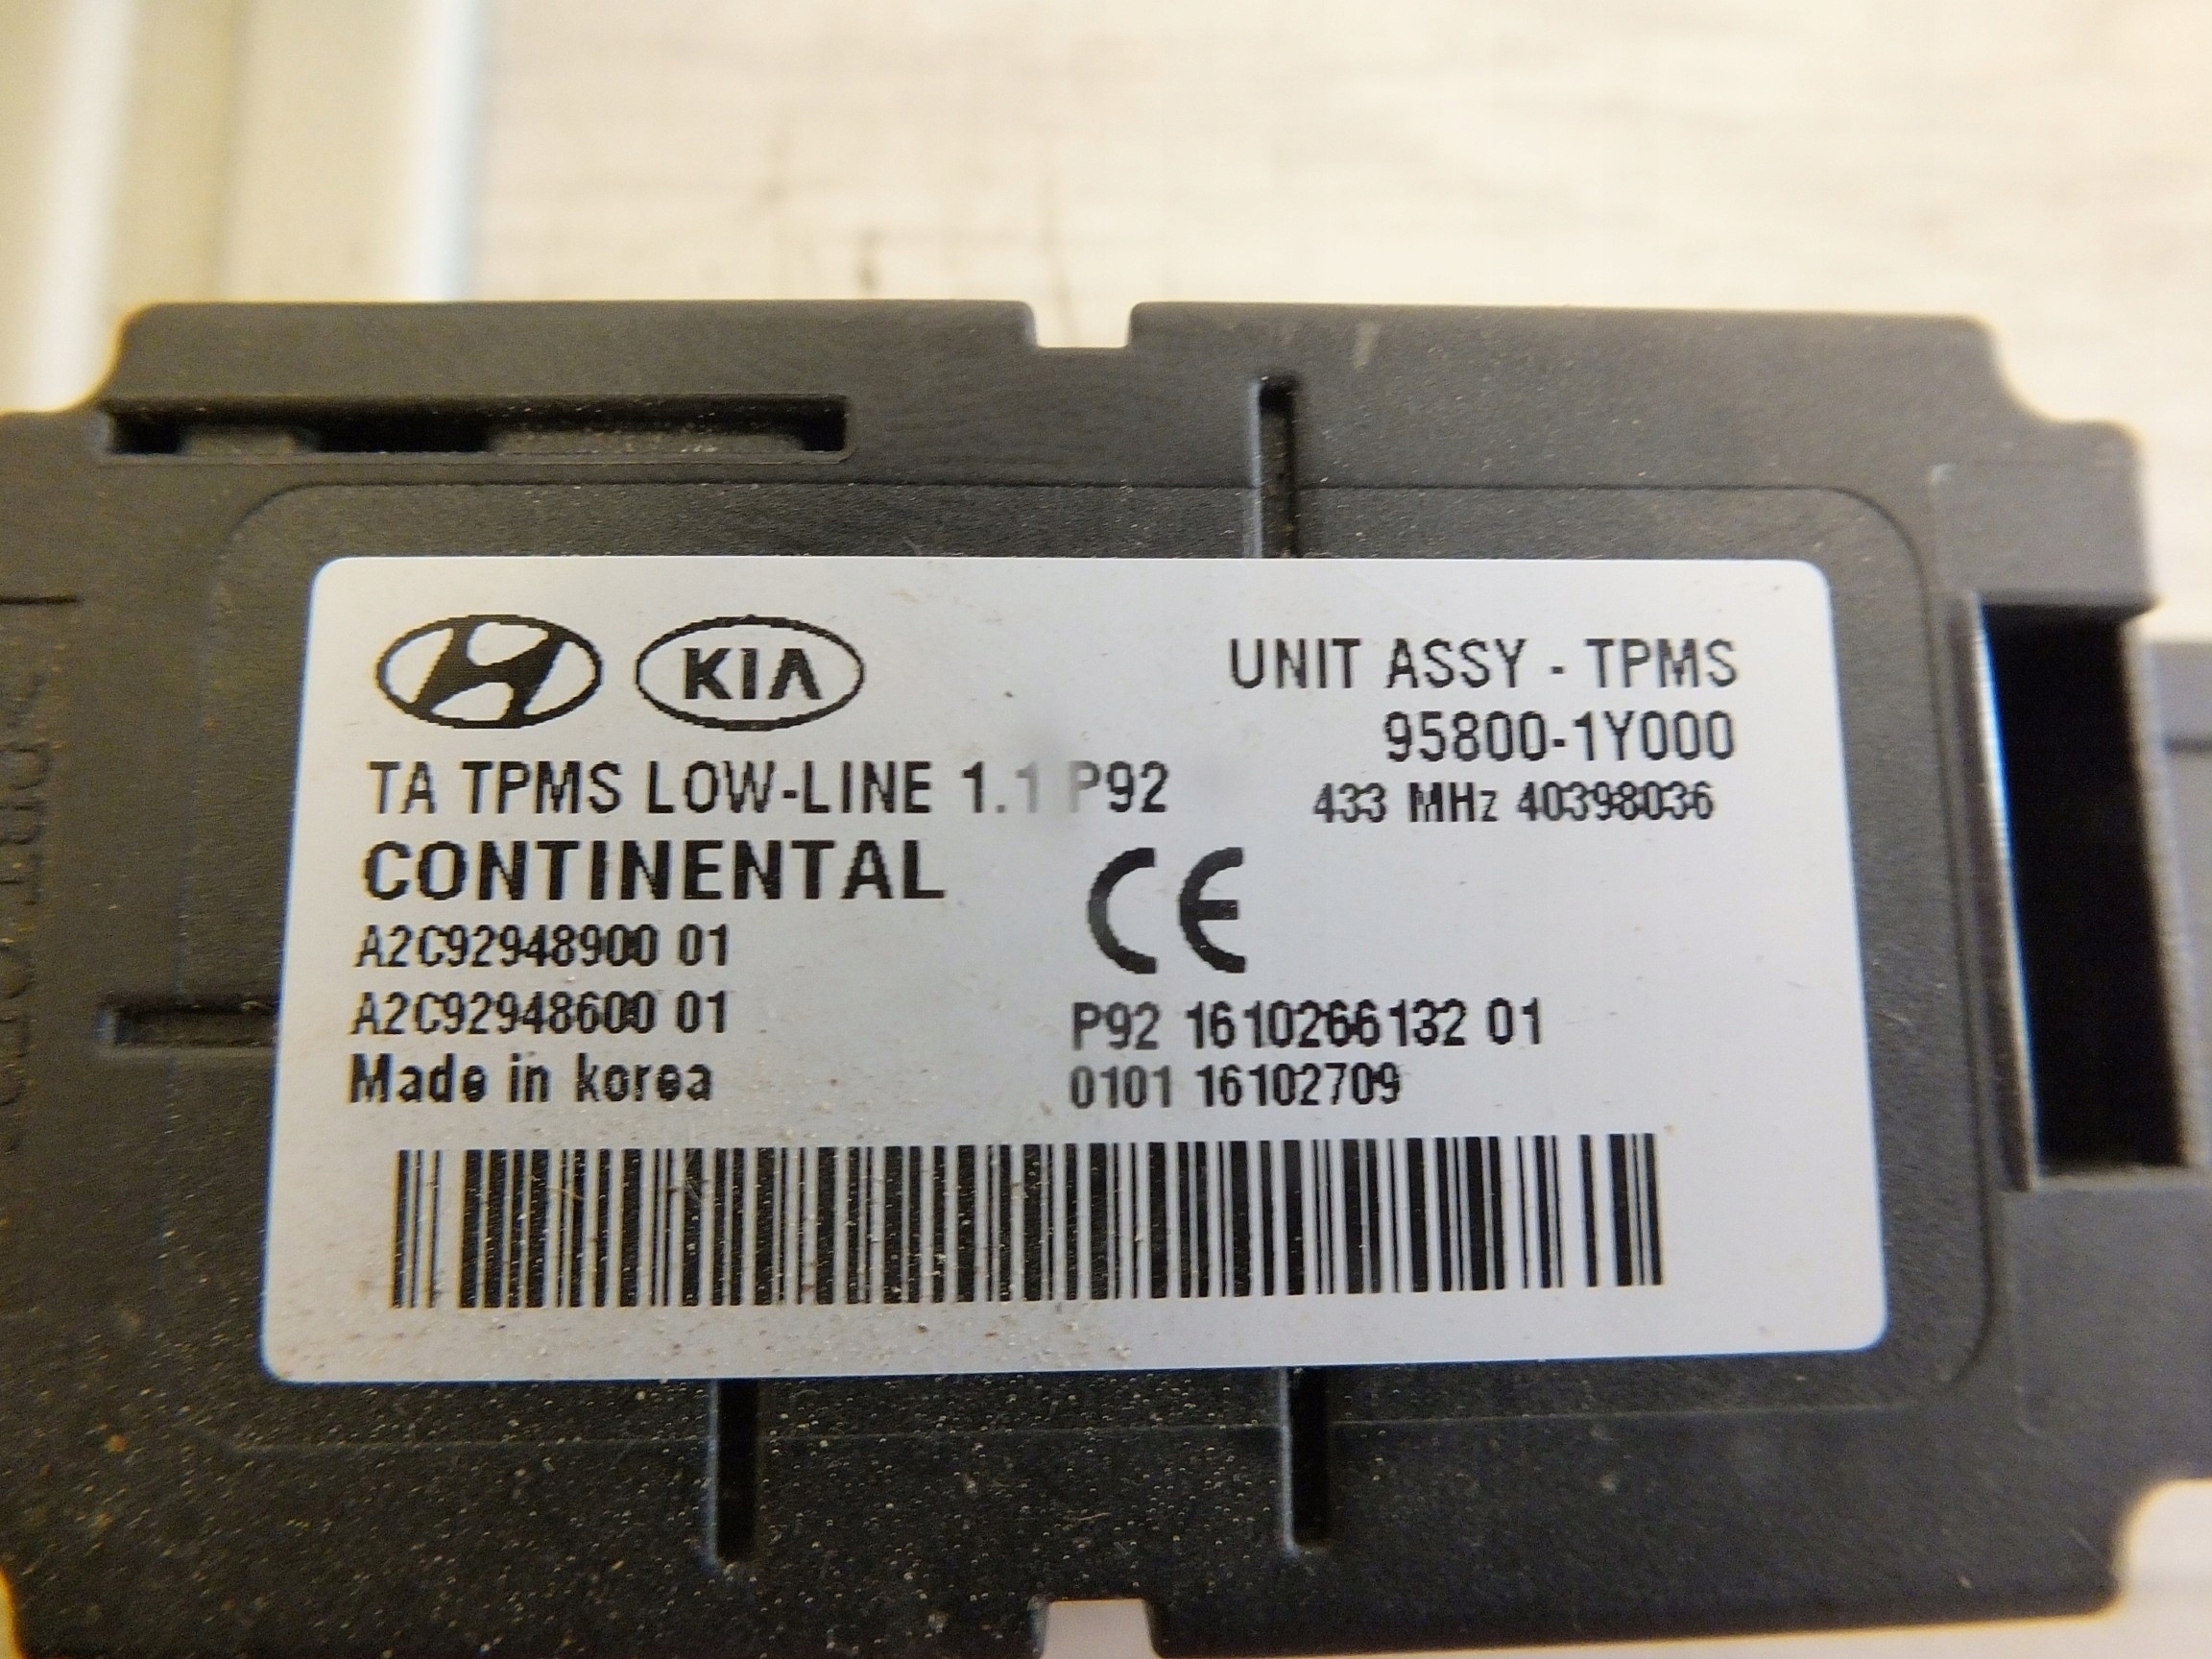 KIA
UNIT ASSY - TPMS
95800-1Y000
TA TPMS LOW-LINE 1.1 P92
433 MHz 40398036
CONTINENTAL
CE
A2C92948900 01
A2C92948600 01
P92 1610266132 01
Made in korea
0101 16102709